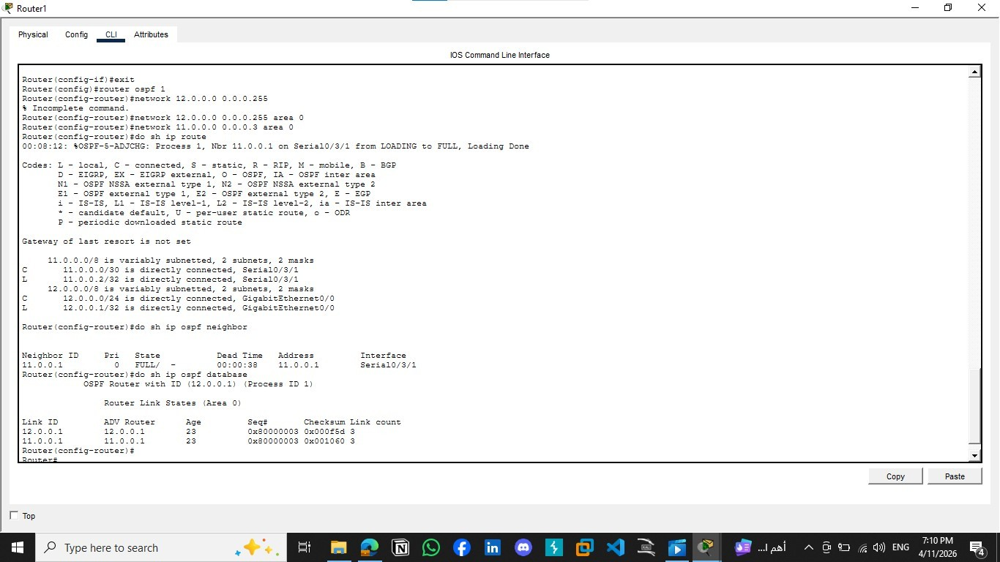 Router1
Physical Config CLI Attributes
IOS Command Line Interface
Router(config-if)#exit
Router(config)#router ospf 1
Router(config-router)#network 12.0.0.0 0.0.0.255
% Incomplete command.
Router(config-router)#network 12.0.0.0 0.0.0.255 area 0
Router(config-router)#network 11.0.0.0 0.0.0.3 area 0
Router(config-router)#do sh ip route
00:08:12: %OSPF-5-ADJCHG: Process 1, Nbr 11.0.0.1 on Serial0/3/1 from LOADING to FULL, Loading Done
Codes: L - local, C - connected, S - static, R - RIP, M - mobile, B - BGP
D - EIGRP, EX - EIGRP external, O - OSPF, IA - OSPF inter area
N1 - OSPF NSSA external type 1, N2 - OSPF NSSA external type 2
E1 - OSPF external type 1, E2 - OSPF external type 2, E - EGP
i - IS-IS, L1 - IS-IS level-1, L2 - IS-IS level-2, ia - IS-IS inter area
* - candidate default, U - per-user static route, o - ODR
P - periodic downloaded static route
Gateway of last resort is not set
11.0.0.0/8 is variably subnetted, 2 subnets, 2 masks
C 11.0.0.0/30 is directly connected, Serial0/3/1
L 11.0.0.2/32 is directly connected, Serial0/3/1
12.0.0.0/8 is variably subnetted, 2 subnets, 2 masks
C 12.0.0.0/24 is directly connected, GigabitEthernet0/0
L 12.0.0.1/32 is directly connected, GigabitEthernet0/0
Router(config-router)#do sh ip ospf neighbor
Neighbor ID Pri State Dead Time Address Interface
11.0.0.1 0 FULL/ - 00:00:38 11.0.0.1 Serial0/3/1
Router(config-router)#do sh ip ospf database
OSPF Router with ID (12.0.0.1) (Process ID 1)
Router Link States (Area 0)
Link ID ADV Router Age Seq# Checksum Link count
12.0.0.1 12.0.0.1 23 0x80000003 0x000f5d 3
11.0.0.1 11.0.0.1 23 0x80000003 0x001060 3
Router(config-router)#
Router#
Copy Paste
Top
Type here to search
أهم ا...
ENG
7:10 PM
4/11/2026
4